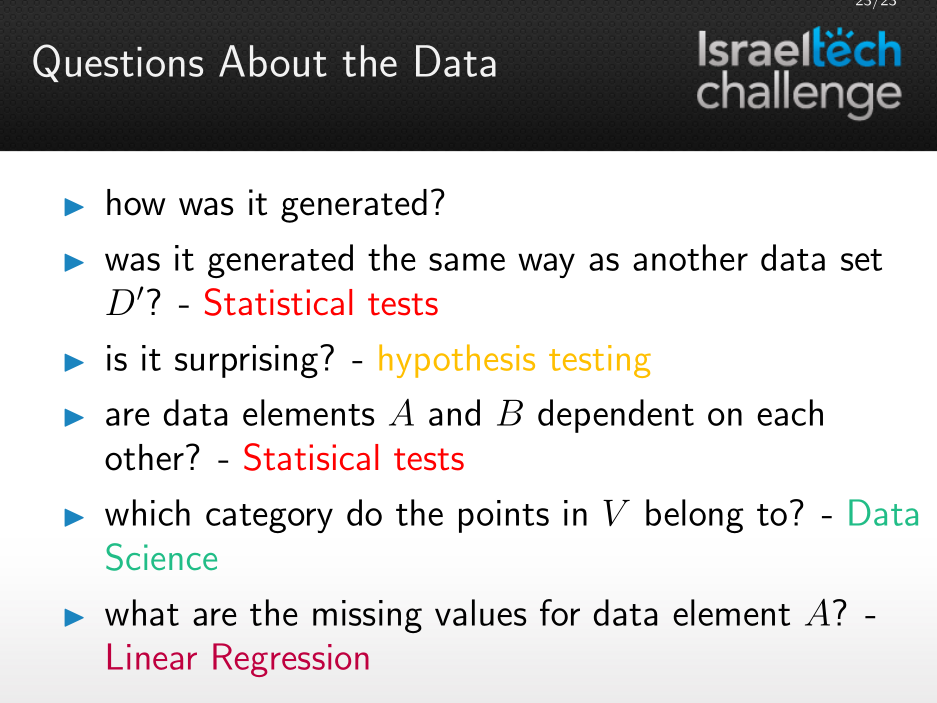 23/23
Questions About the Data
Israeltech
challenge
how was it generated?
was it generated the same way as another data set
D′? - Statistical tests
is it surprising? - hypothesis testing
are data elements A and B dependent on each
other? - Statisical tests
which category do the points in V belong to? - Data
Science
what are the missing values for data element A? -
Linear Regression